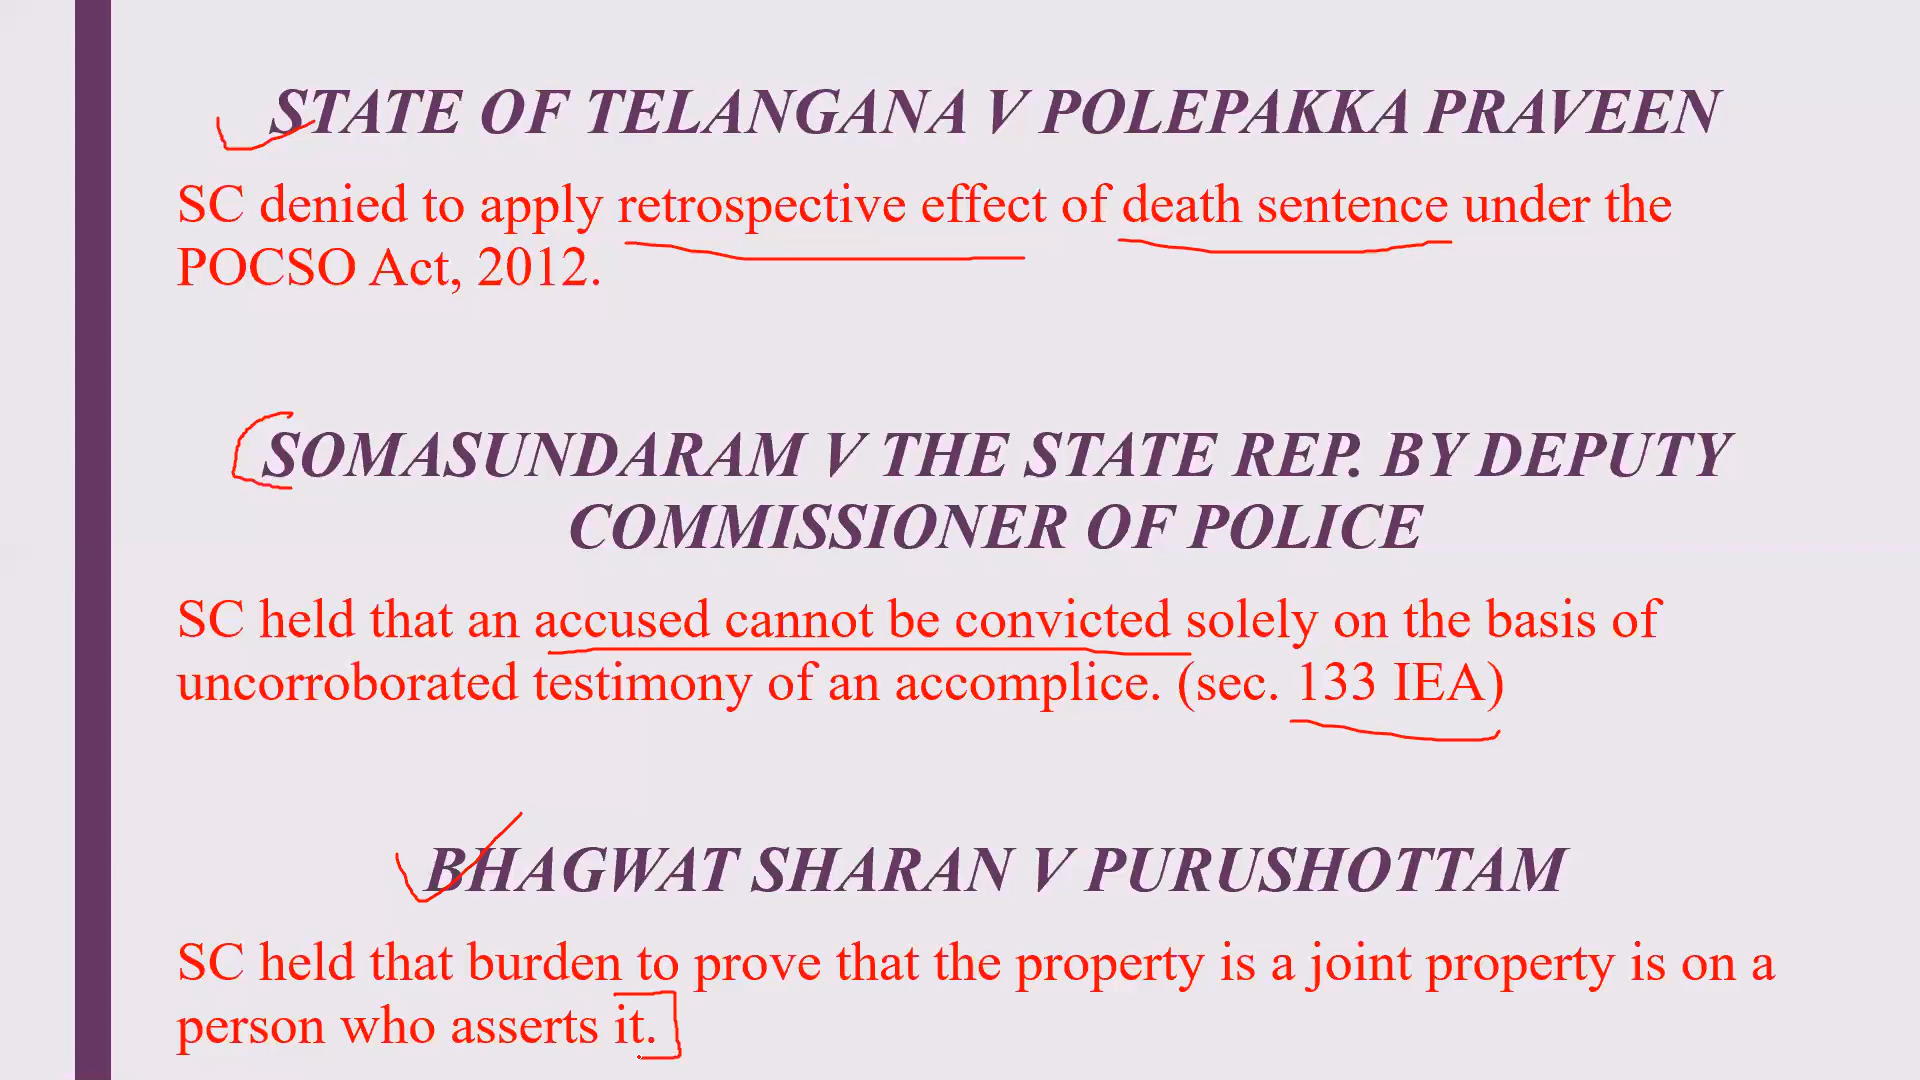 STATE OF TELANGANA V POLEPAKKA PRAVEEN
SC denied to apply retrospective effect of death sentence under the
POCSO Act, 2012.
SOMASUNDARAM V THE STATE REP. BY DEPUTY
COMMISSIONER OF POLICE
SC held that an accused cannot be convicted solely on the basis of
uncorroborated testimony of an accomplice. (sec. 133 IEA)
BHAGWAT SHARAN V PURUSHOTTAM
SC held that burden to prove that the property is a joint property is on a
person who asserts it.